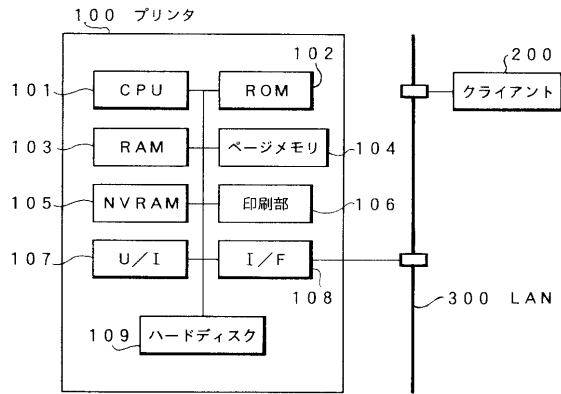 100 プリンタ
101 CPU ROM 102
200
クライアント
103 RAM ページメモリ 104
105 NVRAM 印刷部 106
107 U/I I/F 108
109 ハードディスク
300 LAN